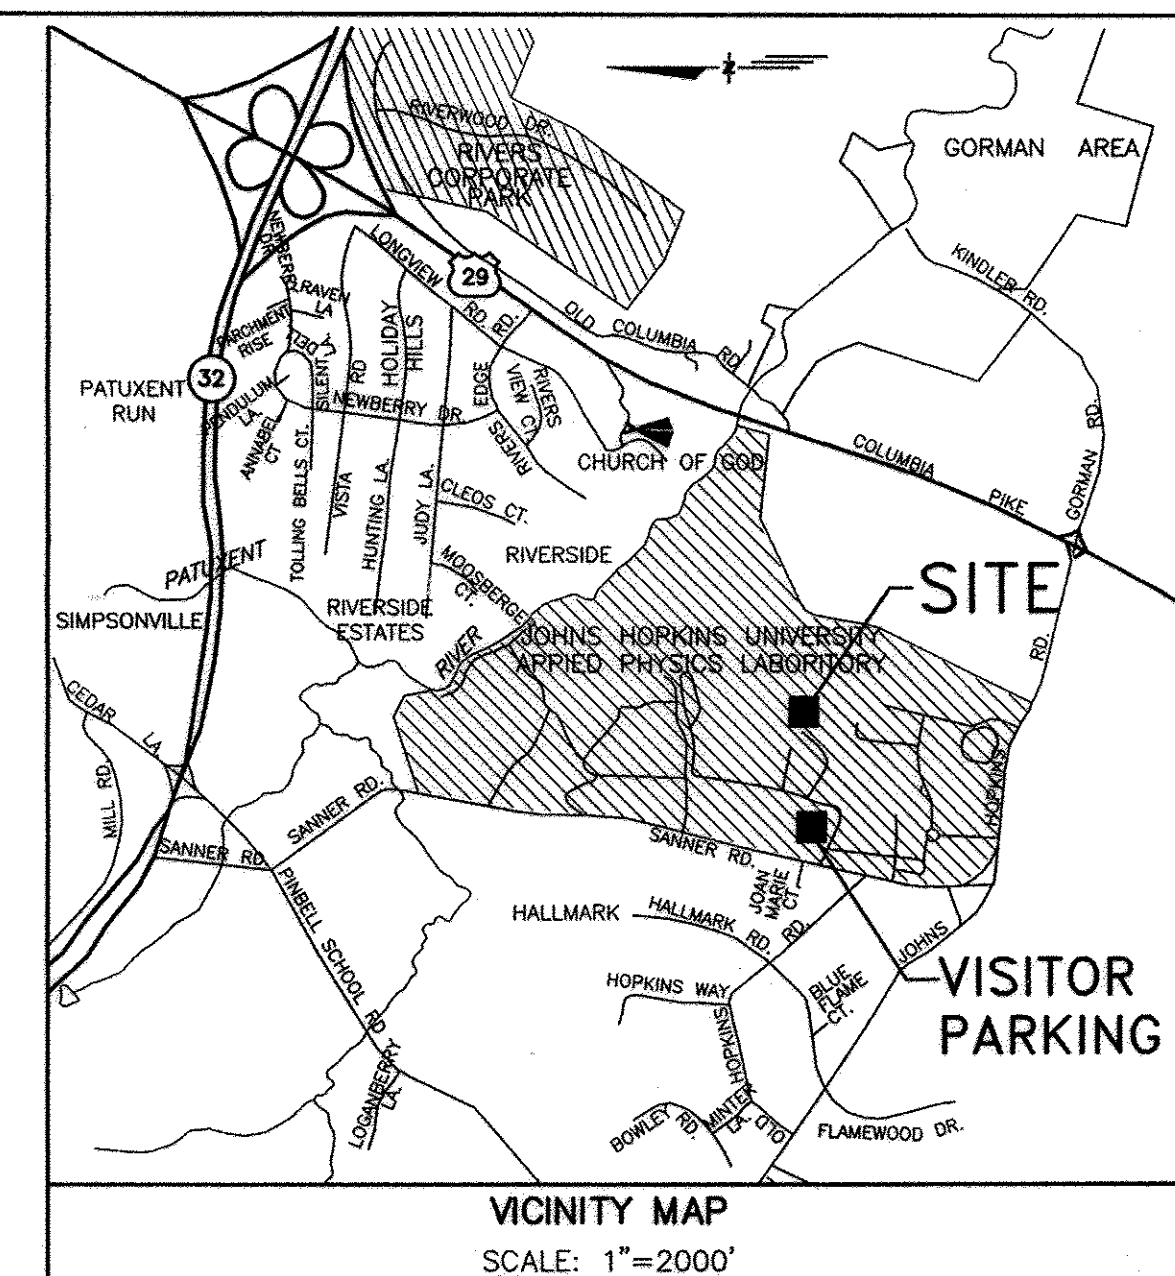 RIVERWOOD DR.
RIVERS
CORPORATE
PARK
GORMAN AREA
N
KINDLER RD.
LONGVIEW RD.
29
NEWBERRY
DR.
RAVEN
LA
PARCHMENT
RISE
DELL
LA.
SILENT
HOLIDAY
HILLS
RD.
EDGE
RIVERS
VIEW CT.
OLD COLUMBIA RD.
32
PATUXENT
RUN
PENDULUM
LA.
ANNABEL
CT
NEWBERRY DR.
RIVERS
CHURCH OF GOD
COLUMBIA PIKE
GORMAN RD.
TOLLING BELLS CT.
VISTA RD
HUNTING LA.
JUDY LA.
CLEOS CT.
RIVERSIDE
MOOSBERGER
CT.
PATUXENT
RIVER
SIMPSONVILLE
RIVERSIDE
ESTATES
SITE
JOHNS HOPKINS UNIVERSITY
APPIED PHYSICS LABORITORY
RD.
HOPKINS
CEDAR LA.
MILL RD.
SANNER RD.
SANNER RD.
SANNER RD.
PINBELL SCHOOL RD
JOAN
MARIE
CT.
HALLMARK
HALLMARK RD.
RD.
JOHNS
VISITOR
PARKING
HOPKINS WAY
BLUE
FLAME
CT.
HOPKINS
LOGANBERRY
LA.
BOWLEY
RD.
MINTER
LA.
OLD
FLAMEWOOD DR.
VICINITY MAP
SCALE: 1"=2000'